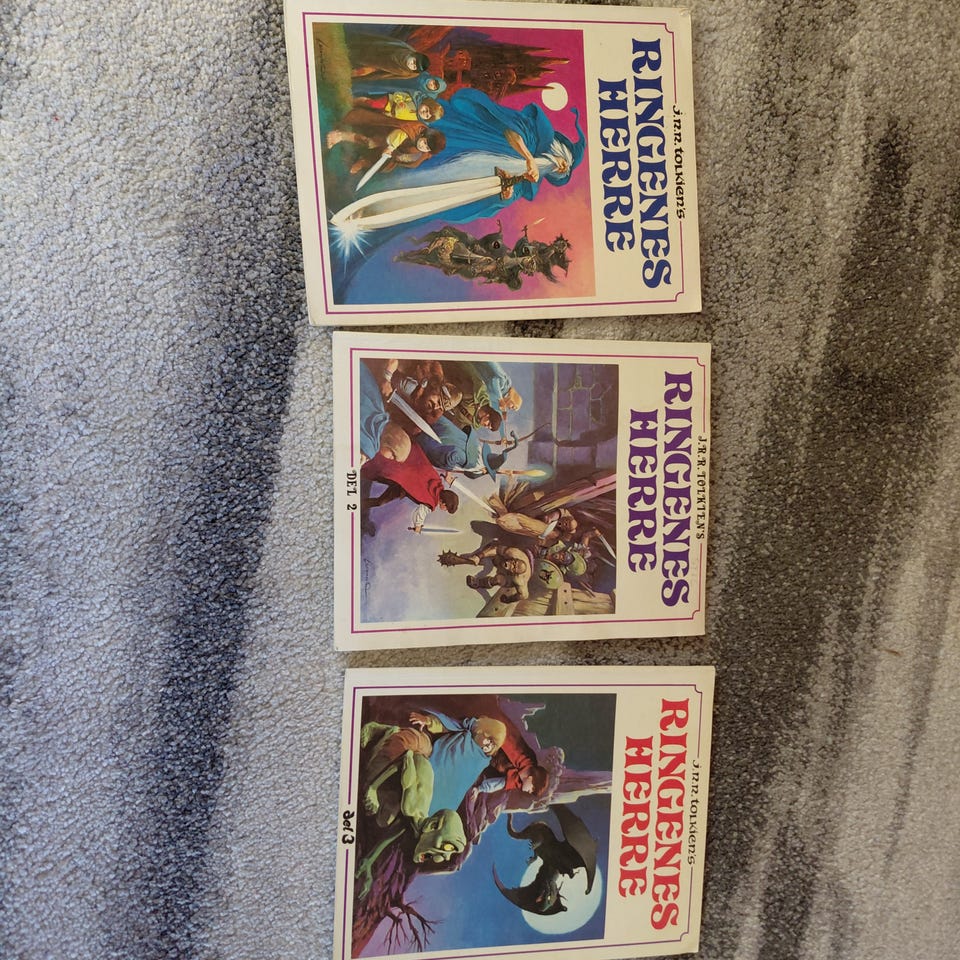 J.R.R. TOLKIEN'S
RINGENES
HERRE
J.R.R. TOLKIEN'S
RINGENES
HERRE
DEL 2
J.R.R. TOLKIEN'S
RINGENES
HERRE
del 3